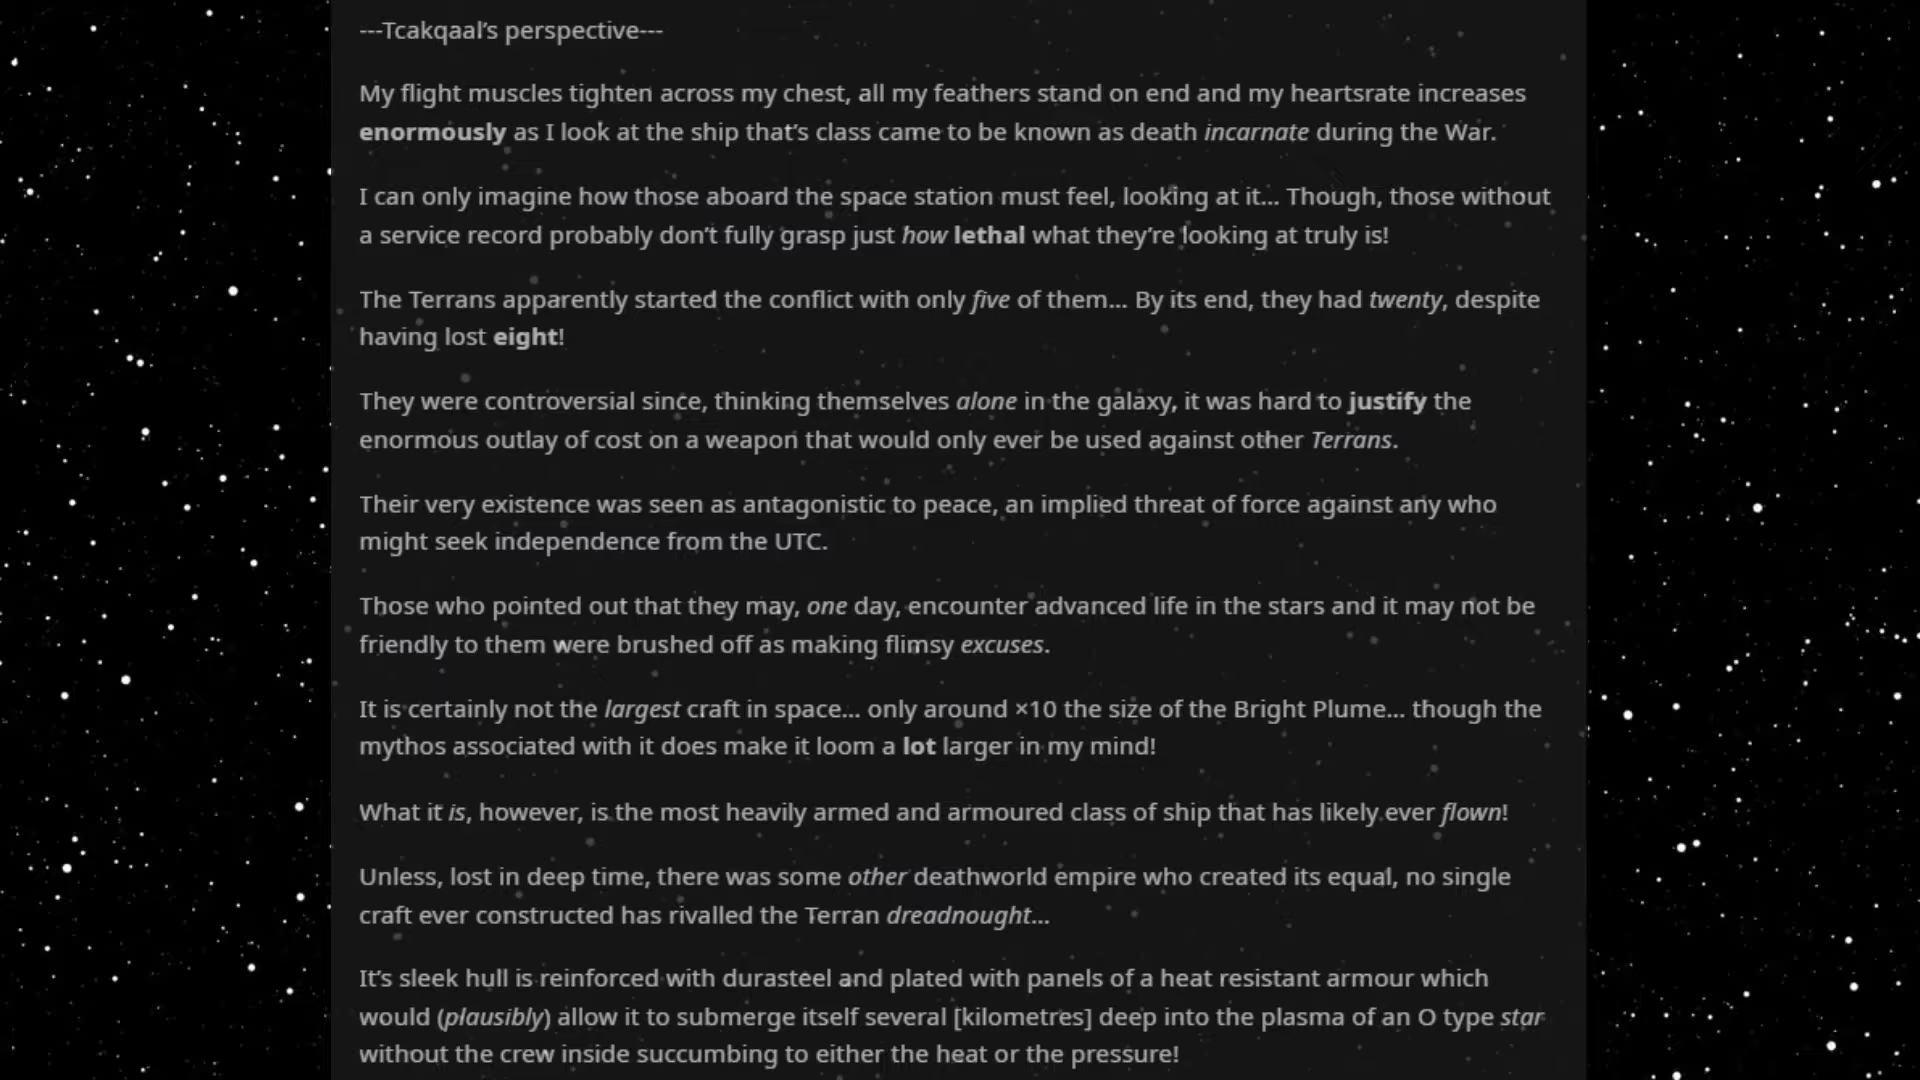 ---Tcakqaal’s perspective---
My flight muscles tighten across my chest, all my feathers stand on end and my heartsrate increases
enormously as I look at the ship that’s class came to be known as death incarnate during the War.
I can only imagine how those aboard the space station must feel, looking at it... Though, those without
a service record probably don’t fully grasp just how lethal what they’re looking at truly is!
The Terrans apparently started the conflict with only five of them... By its end, they had twenty, despite
having lost eight!
They were controversial since, thinking themselves alone in the galaxy, it was hard to justify the
enormous outlay of cost on a weapon that would only ever be used against other Terrans.
Their very existence was seen as antagonistic to peace, an implied threat of force against any who
might seek independence from the UTC.
Those who pointed out that they may, one day, encounter advanced life in the stars and it may not be
friendly to them were brushed off as making flimsy excuses.
It is certainly not the largest craft in space... only around ×10 the size of the Bright Plume... though the
mythos associated with it does make it loom a lot larger in my mind!
What it is, however, is the most heavily armed and armoured class of ship that has likely ever flown!
Unless, lost in deep time, there was some other deathworld empire who created its equal, no single
craft ever constructed has rivalled the Terran dreadnought...
It’s sleek hull is reinforced with durasteel and plated with panels of a heat resistant armour which
would (plausibly) allow it to submerge itself several [kilometres] deep into the plasma of an O type star
without the crew inside succumbing to either the heat or the pressure!